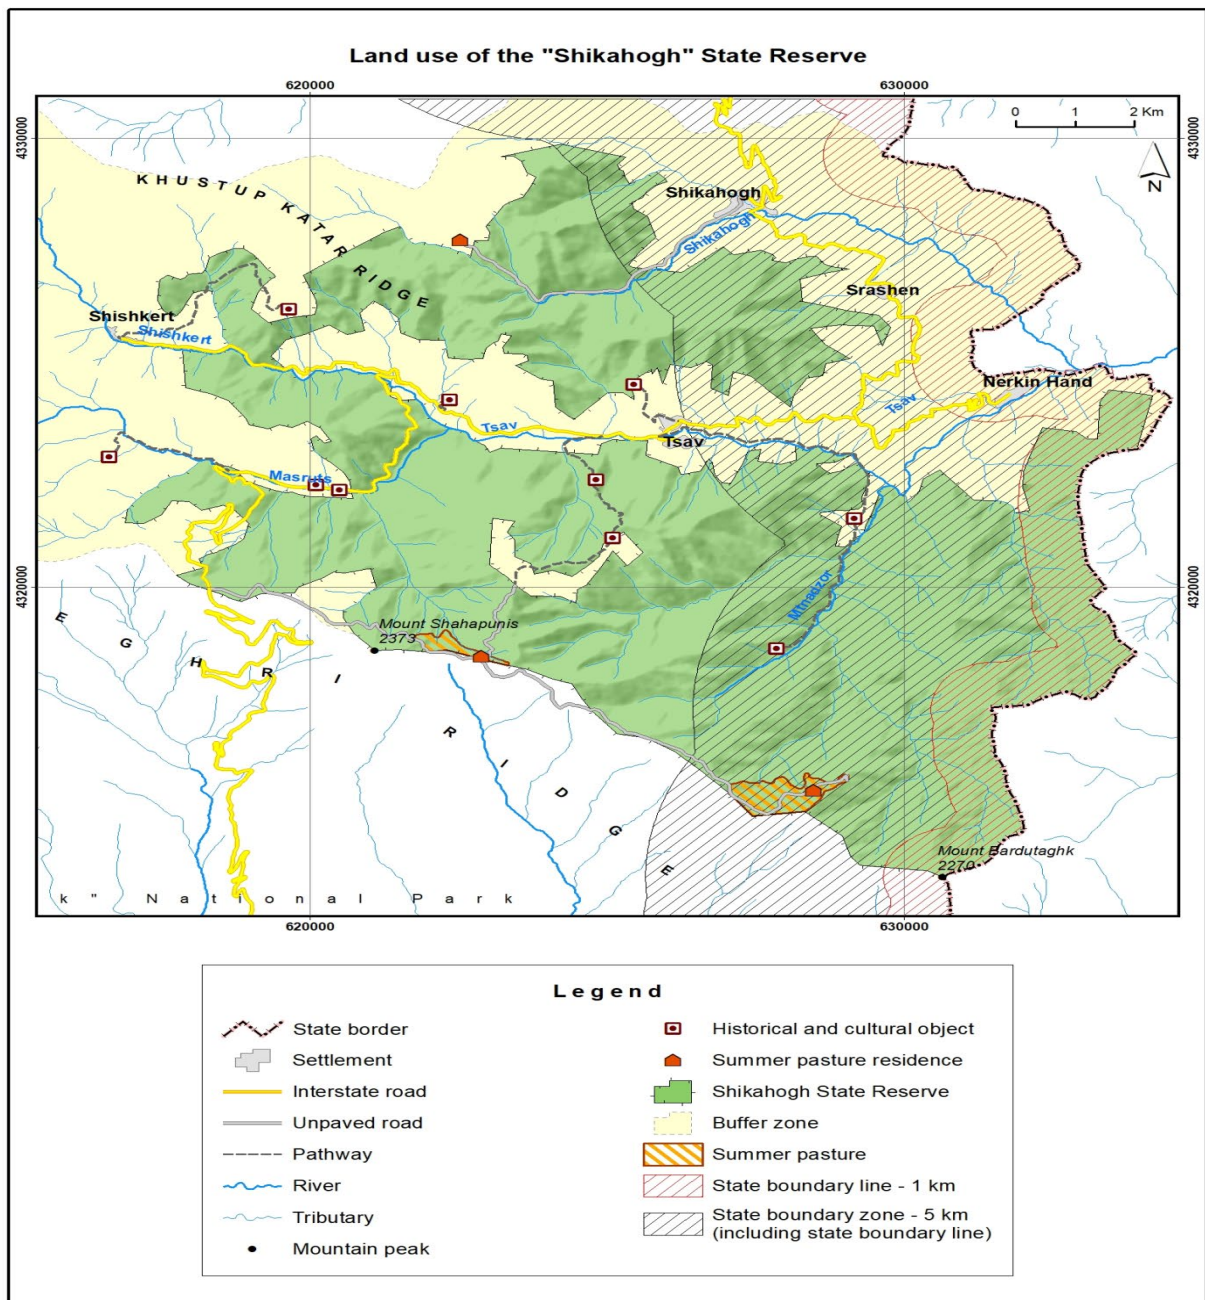 Land use of the "Shikahogh" State Reserve
620000
630000
0 1 2 Km
4330000
4330000
N
KHUSTUP KATAR RIDGE
Shikahogh
Shikahogh
Srashen
Shishkert
Shishkert
Nerkin Hand
Tsav
Tsav
Tsav
Masruts
4320000
4320000
Mtnadzor
Mount Shahapunis
2373
EGHRI RIDGE
Mount Bardutaghk
2270
k" National Park
620000
630000
Legend
State border
Settlement
Interstate road
Unpaved road
Pathway
River
Tributary
Mountain peak
Historical and cultural object
Summer pasture residence
Shikahogh State Reserve
Buffer zone
Summer pasture
State boundary line - 1 km
State boundary zone - 5 km
(including state boundary line)